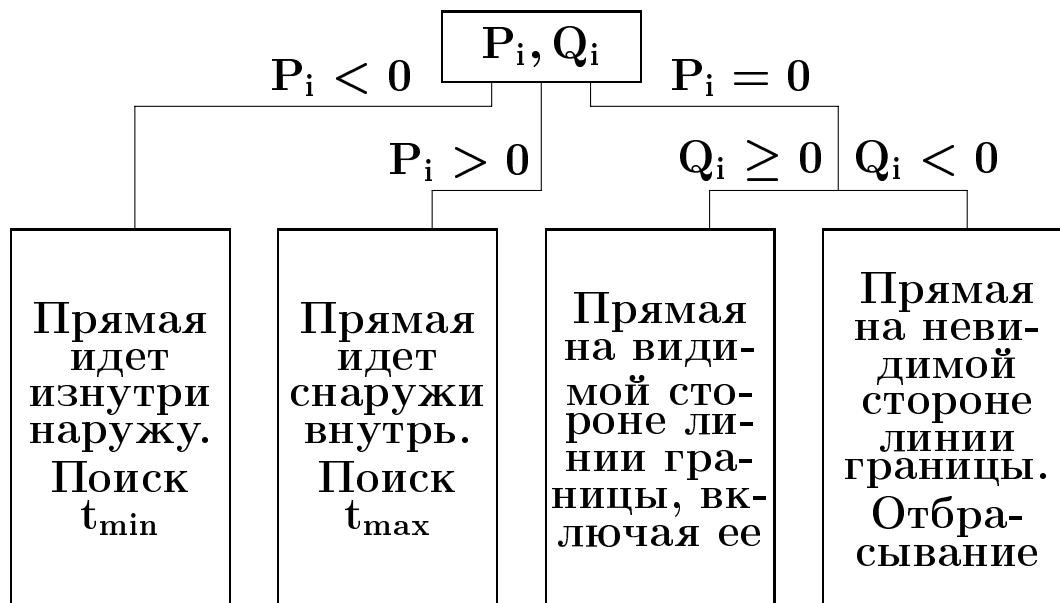 P_i, Q_i
P_i < 0
P_i = 0
P_i > 0
Q_i ≥ 0
Q_i < 0
Прямая
идет
изнутри
наружу.
Поиск
t_min
Прямая
идет
снаружи
внутрь.
Поиск
t_max
Прямая
на види-
мой сто-
роне ли-
нии гра-
ницы, вк-
лючая ее
Прямая
на неви-
димой
стороне
линии
границы.
Отбра-
сывание